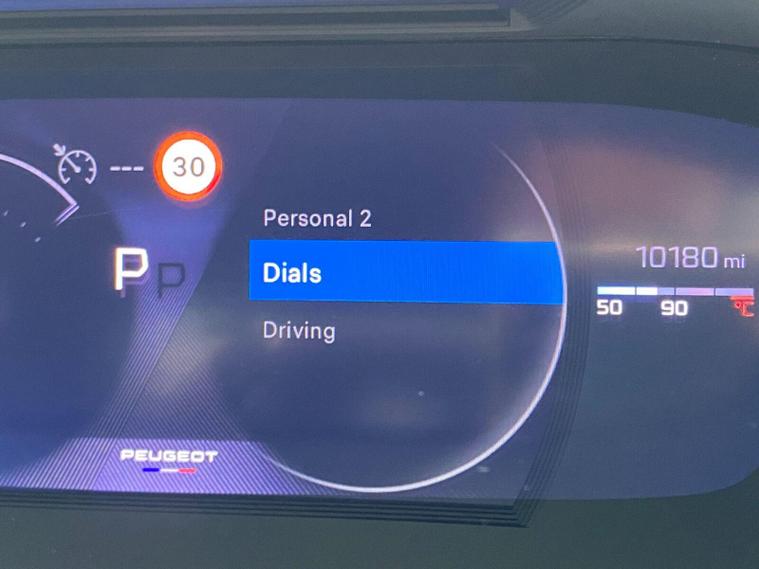 --- 30
Personal 2
P P
Dials
10180 mi
50 90 °C
Driving
PEUGEOT